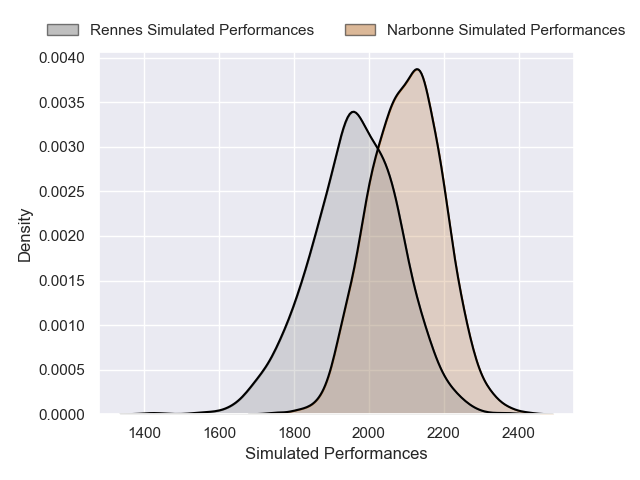 Rennes Simulated Performances Narbonne Simulated Performances
0.0040
0.0035
0.0030
0.0025
0.0020
0.0015
0.0010
0.0005
0.0000
Density
1400 1600 1800 2000 2200 2400
Simulated Performances